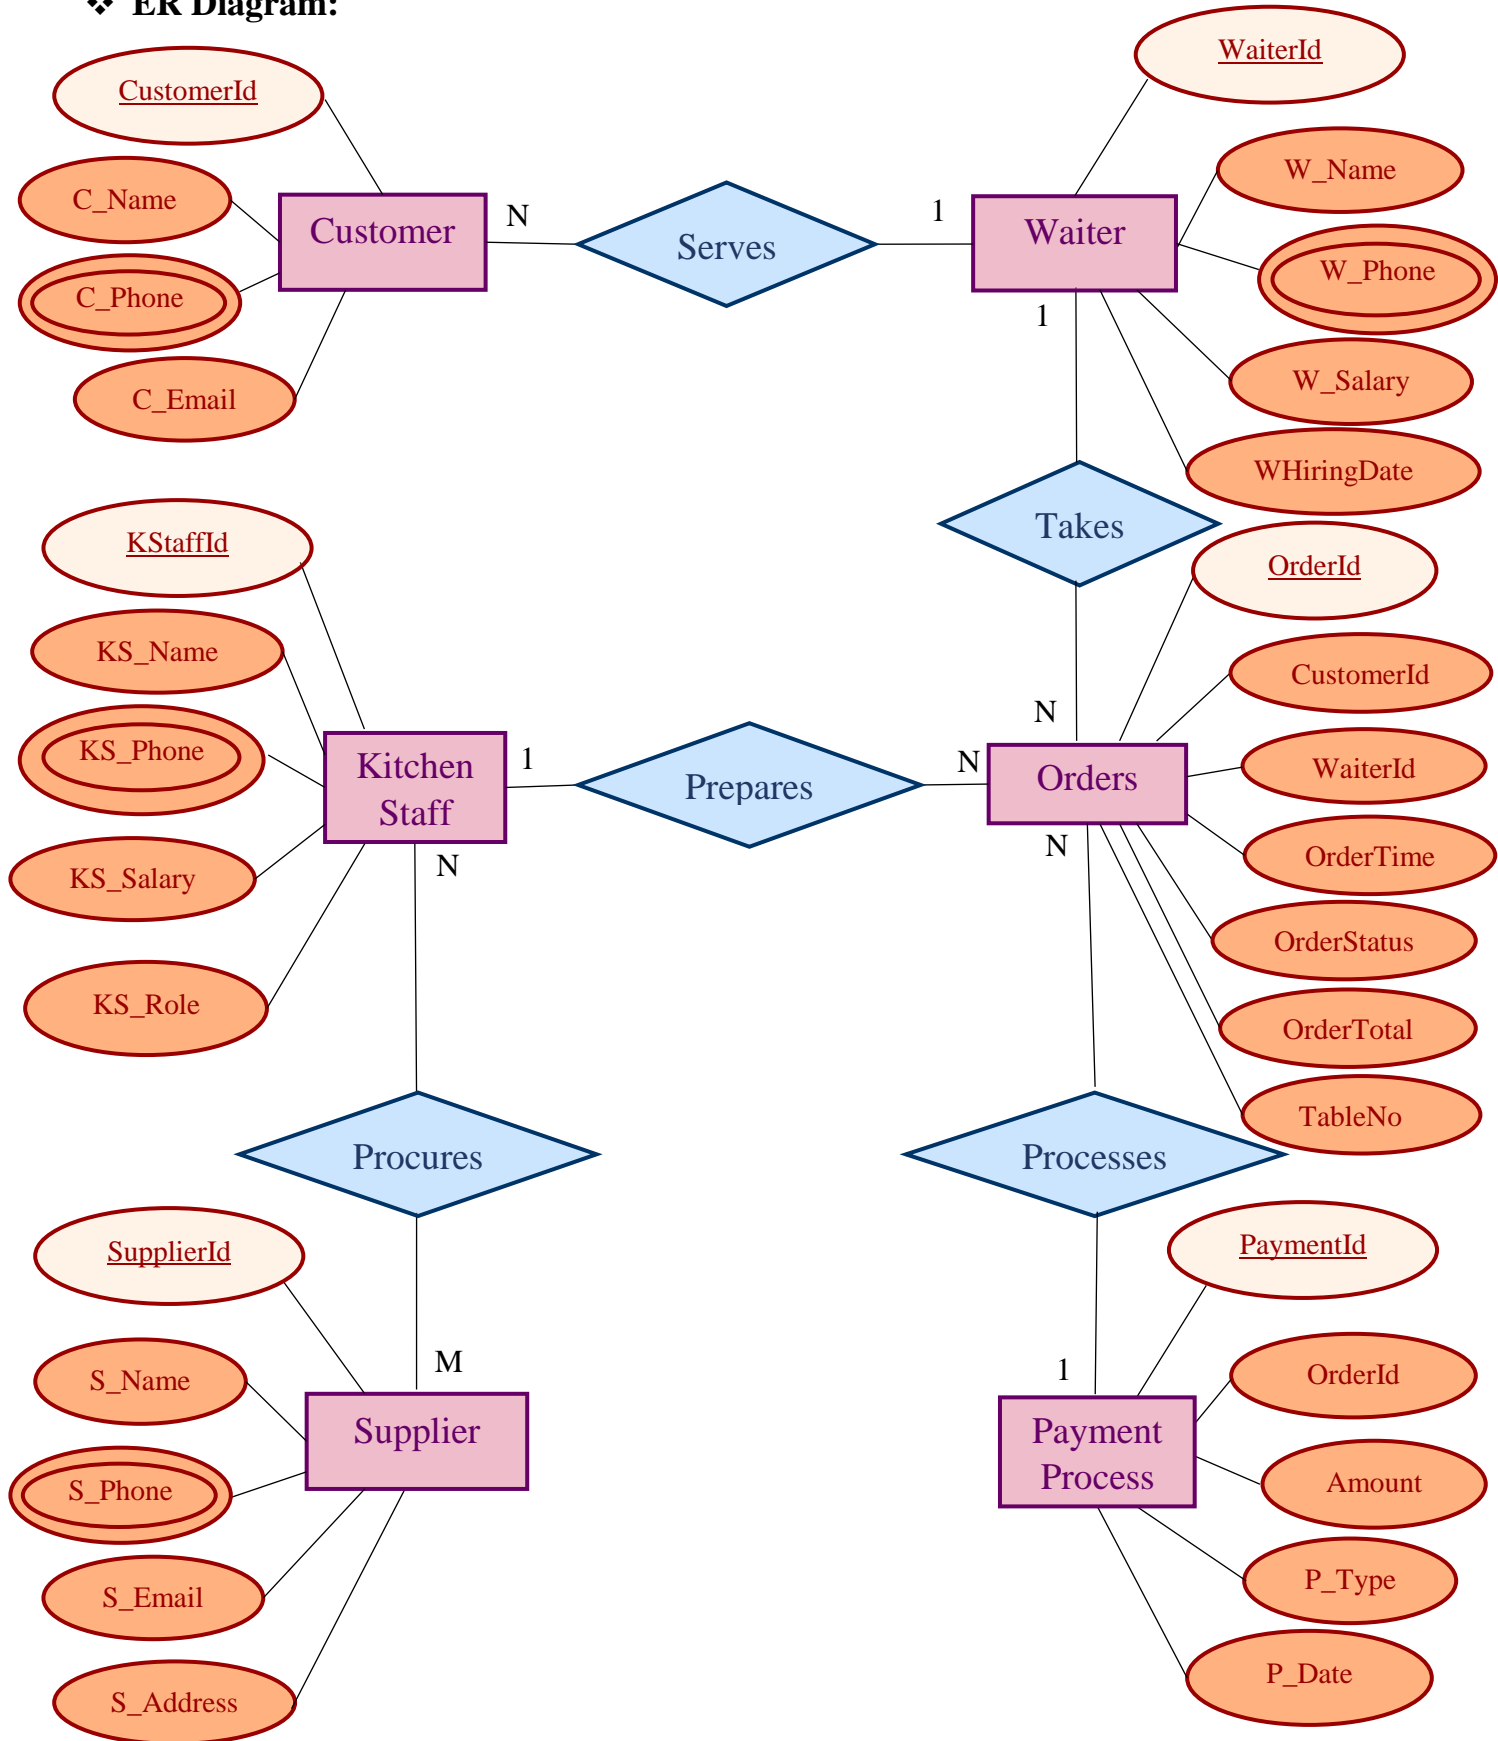 ❖ ER Diagram:
CustomerId
C_Name
C_Phone
C_Email
Customer
N
Serves
1
Waiter
WaiterId
W_Name
W_Phone
W_Salary
WHiringDate
1
Takes
N
KStaffId
KS_Name
KS_Phone
KS_Salary
KS_Role
Kitchen
Staff
1
Prepares
N
Orders
OrderId
CustomerId
WaiterId
OrderTime
OrderStatus
OrderTotal
TableNo
N
Procures
M
N
Processes
1
SupplierId
S_Name
S_Phone
S_Email
S_Address
Supplier
Payment
Process
PaymentId
OrderId
Amount
P_Type
P_Date